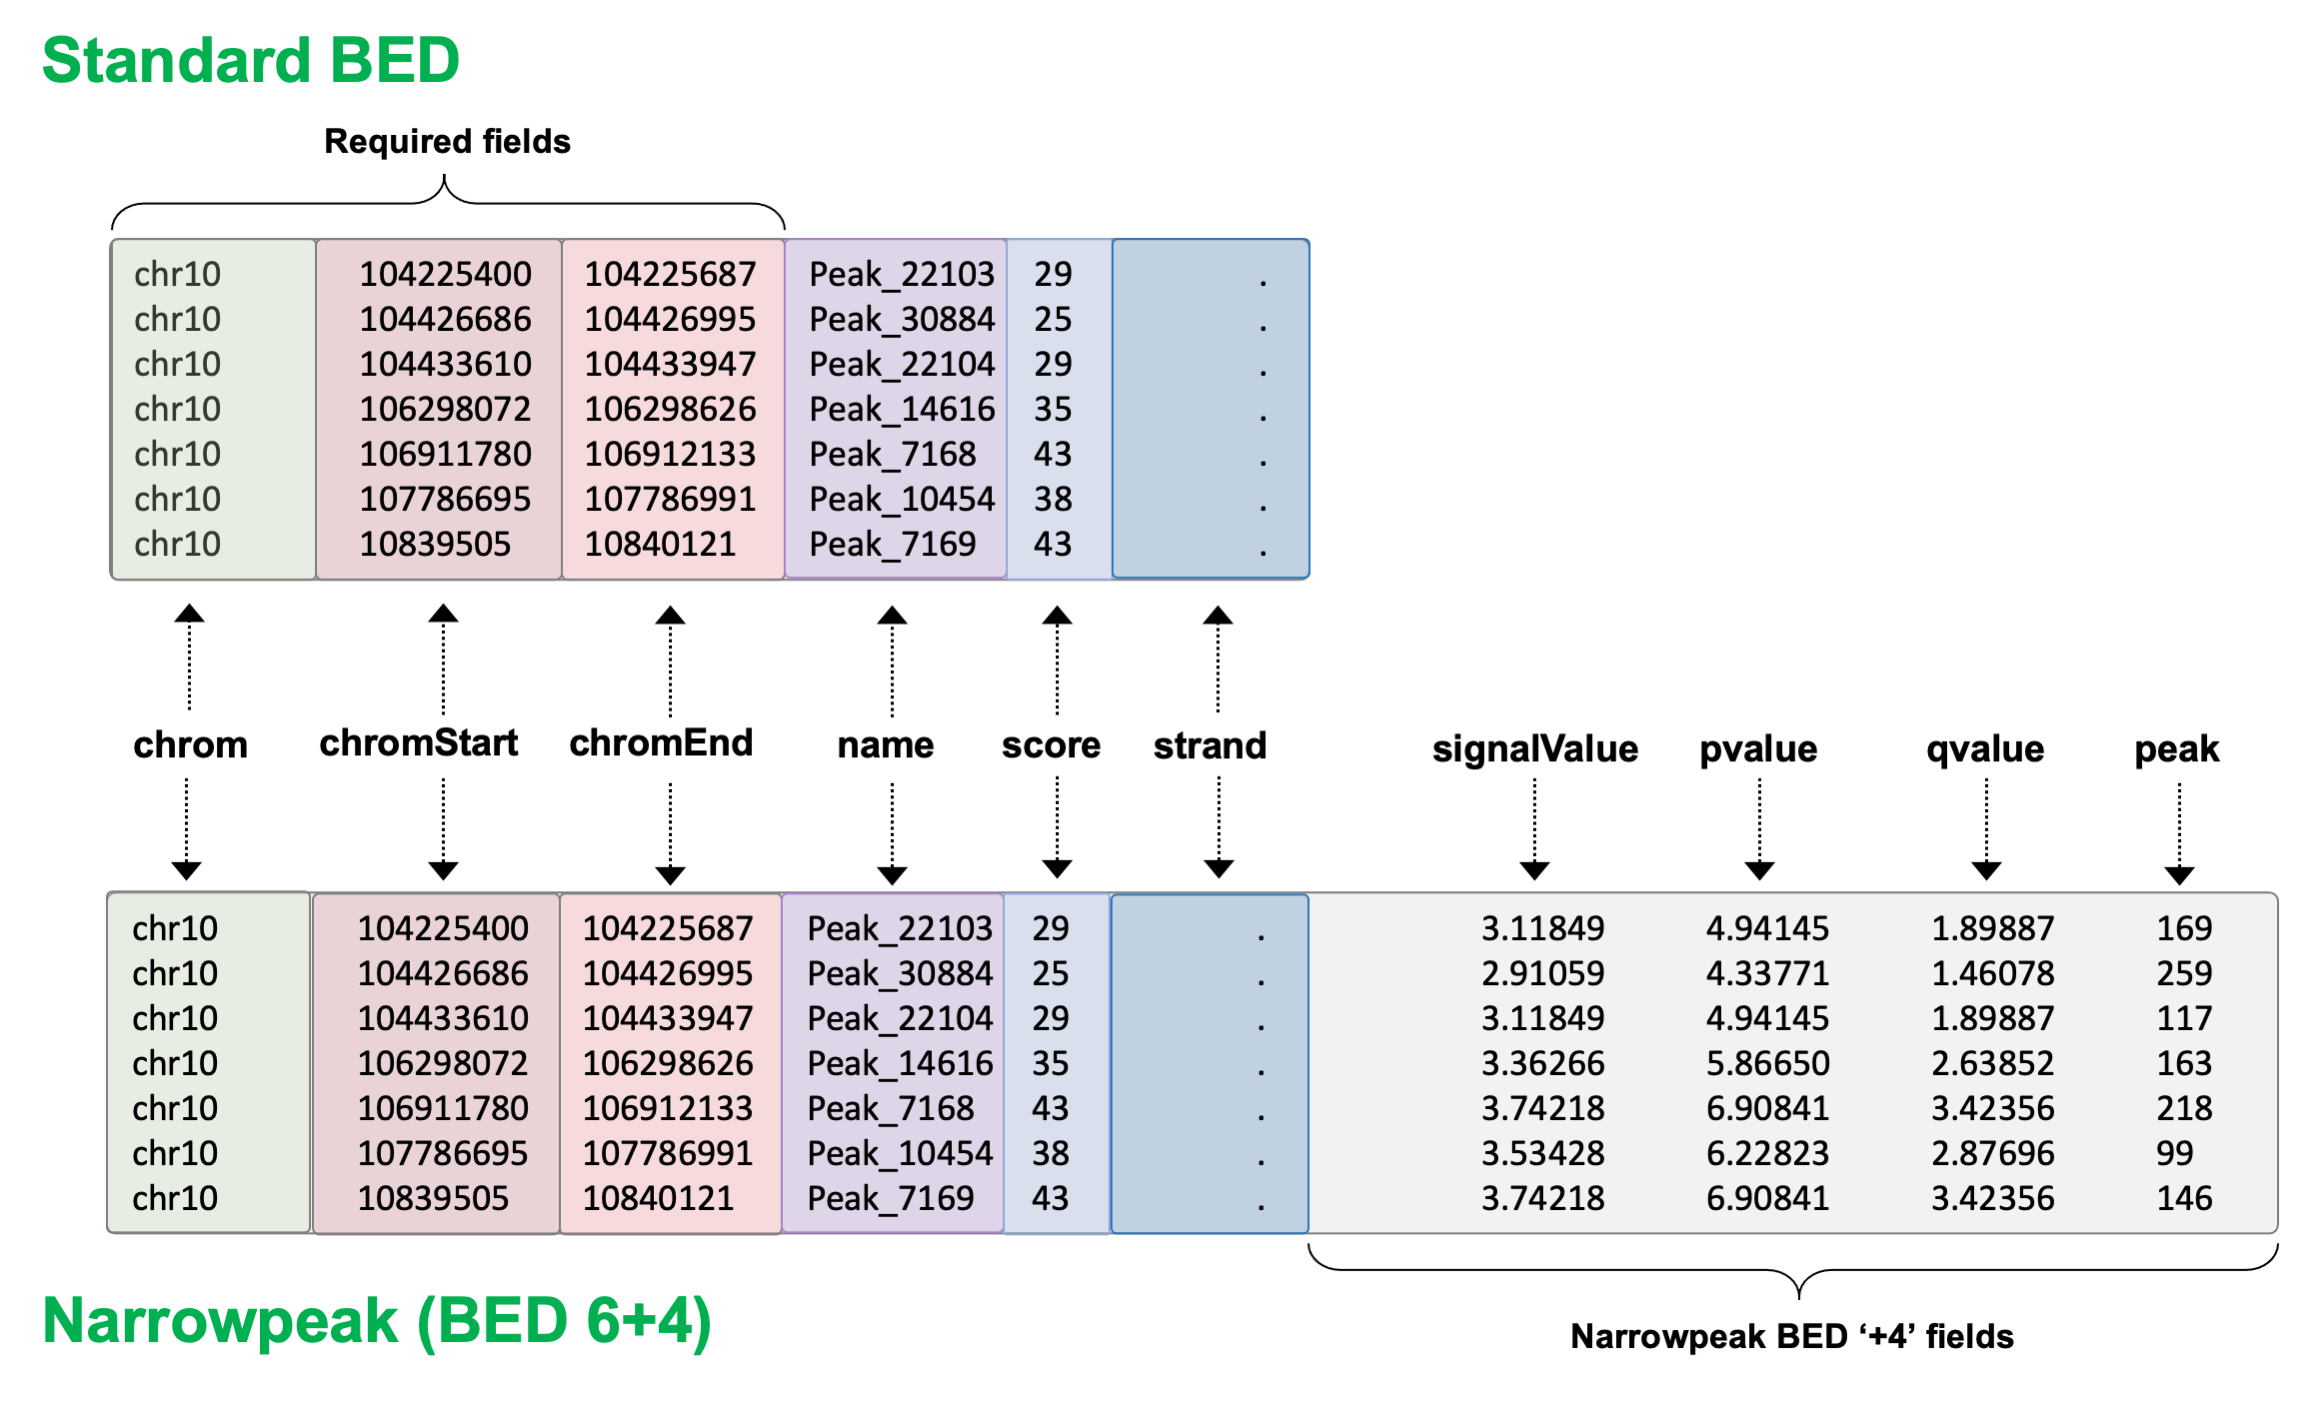 Standard BED
Required fields
chr10 104225400 104225687 Peak_22103 29 .
chr10 104426686 104426995 Peak_30884 25 .
chr10 104433610 104433947 Peak_22104 29 .
chr10 106298072 106298626 Peak_14616 35 .
chr10 106911780 106912133 Peak_7168 43 .
chr10 107786695 107786991 Peak_10454 38 .
chr10 10839505 10840121 Peak_7169 43 .
chrom chromStart chromEnd name score strand signalValue pvalue qvalue peak
chr10 104225400 104225687 Peak_22103 29 . 3.11849 4.94145 1.89887 169
chr10 104426686 104426995 Peak_30884 25 . 2.91059 4.33771 1.46078 259
chr10 104433610 104433947 Peak_22104 29 . 3.11849 4.94145 1.89887 117
chr10 106298072 106298626 Peak_14616 35 . 3.36266 5.86650 2.63852 163
chr10 106911780 106912133 Peak_7168 43 . 3.74218 6.90841 3.42356 218
chr10 107786695 107786991 Peak_10454 38 . 3.53428 6.22823 2.87696 99
chr10 10839505 10840121 Peak_7169 43 . 3.74218 6.90841 3.42356 146
Narrowpeak (BED 6+4)
Narrowpeak BED ‘+4’ fields